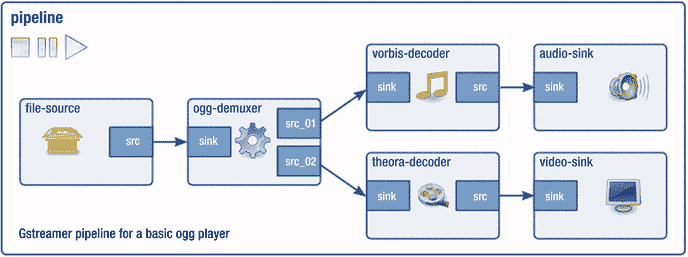 pipeline
file-source
src
ogg-demuxer
sink
src_01
src_02
vorbis-decoder
sink
src
audio-sink
sink
theora-decoder
sink
src
video-sink
sink
Gstreamer pipeline for a basic ogg player